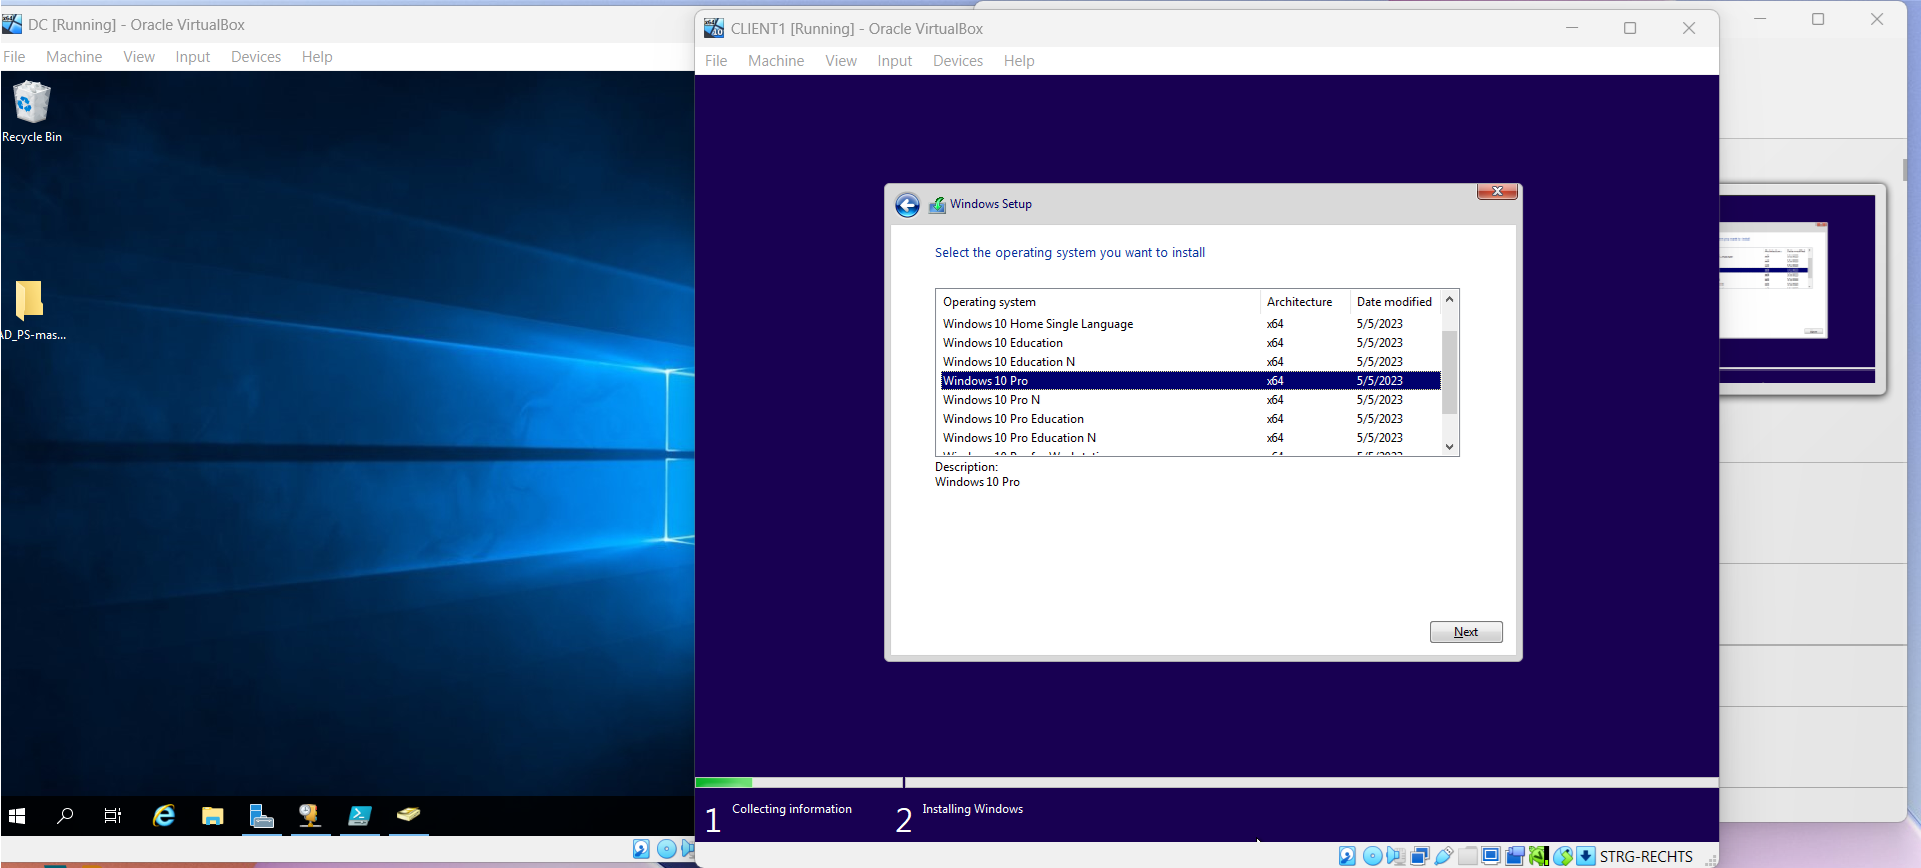 DC [Running] - Oracle VirtualBox
File Machine View Input Devices Help
Recycle Bin
AD_PS-mas...
CLIENT1 [Running] - Oracle VirtualBox
File Machine View Input Devices Help
Windows Setup
Select the operating system you want to install
Operating system Architecture Date modified
Windows 10 Home Single Language x64 5/5/2023
Windows 10 Education x64 5/5/2023
Windows 10 Education N x64 5/5/2023
Windows 10 Pro x64 5/5/2023
Windows 10 Pro N x64 5/5/2023
Windows 10 Pro Education x64 5/5/2023
Windows 10 Pro Education N x64 5/5/2023
Description:
Windows 10 Pro
Next
1 Collecting information 2 Installing Windows
STRG-RECHTS